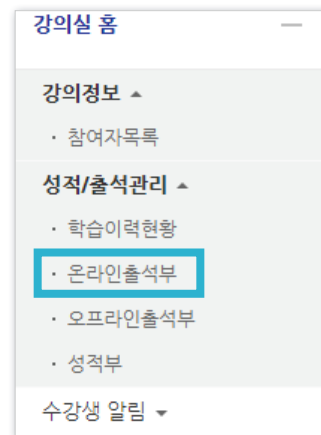 강의실 홈
강의정보
· 참여자목록
성적/출석관리
· 학습이력현황
· 온라인출석부
· 오프라인출석부
· 성적부
수강생 알림